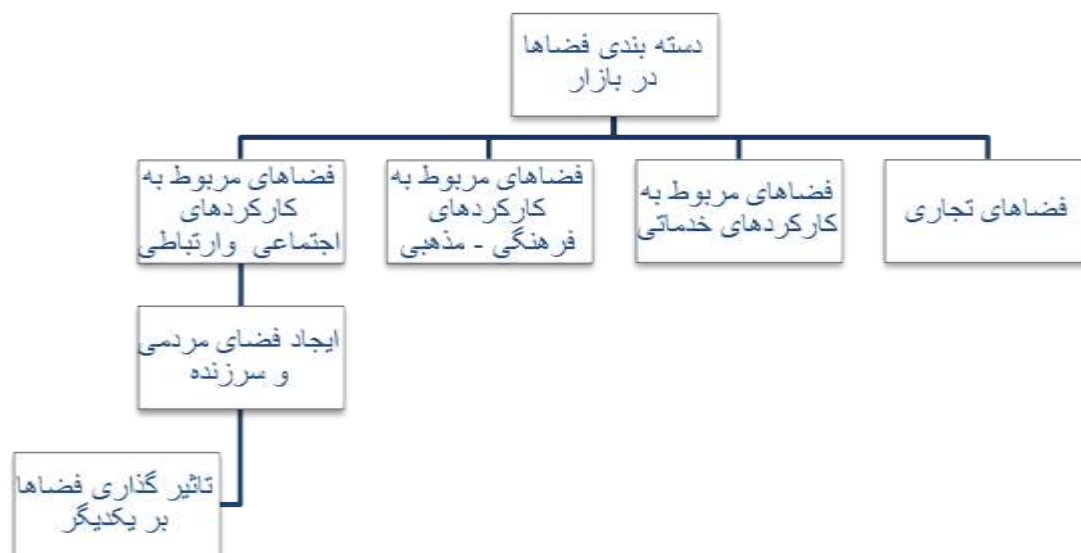 دسته بندی فضاها
در بازار
فضاهای تجاری
فضاهای مربوط به
کارکردهای خدماتی
فضاهای مربوط به
کارکردهای
فرهنگی - مذهبی
فضاهای مربوط به
کارکردهای
اجتماعی وارتباطی
ایجاد فضای مردمی
و سرزنده
تاثیر گذاری فضاها
بر یکدیگر